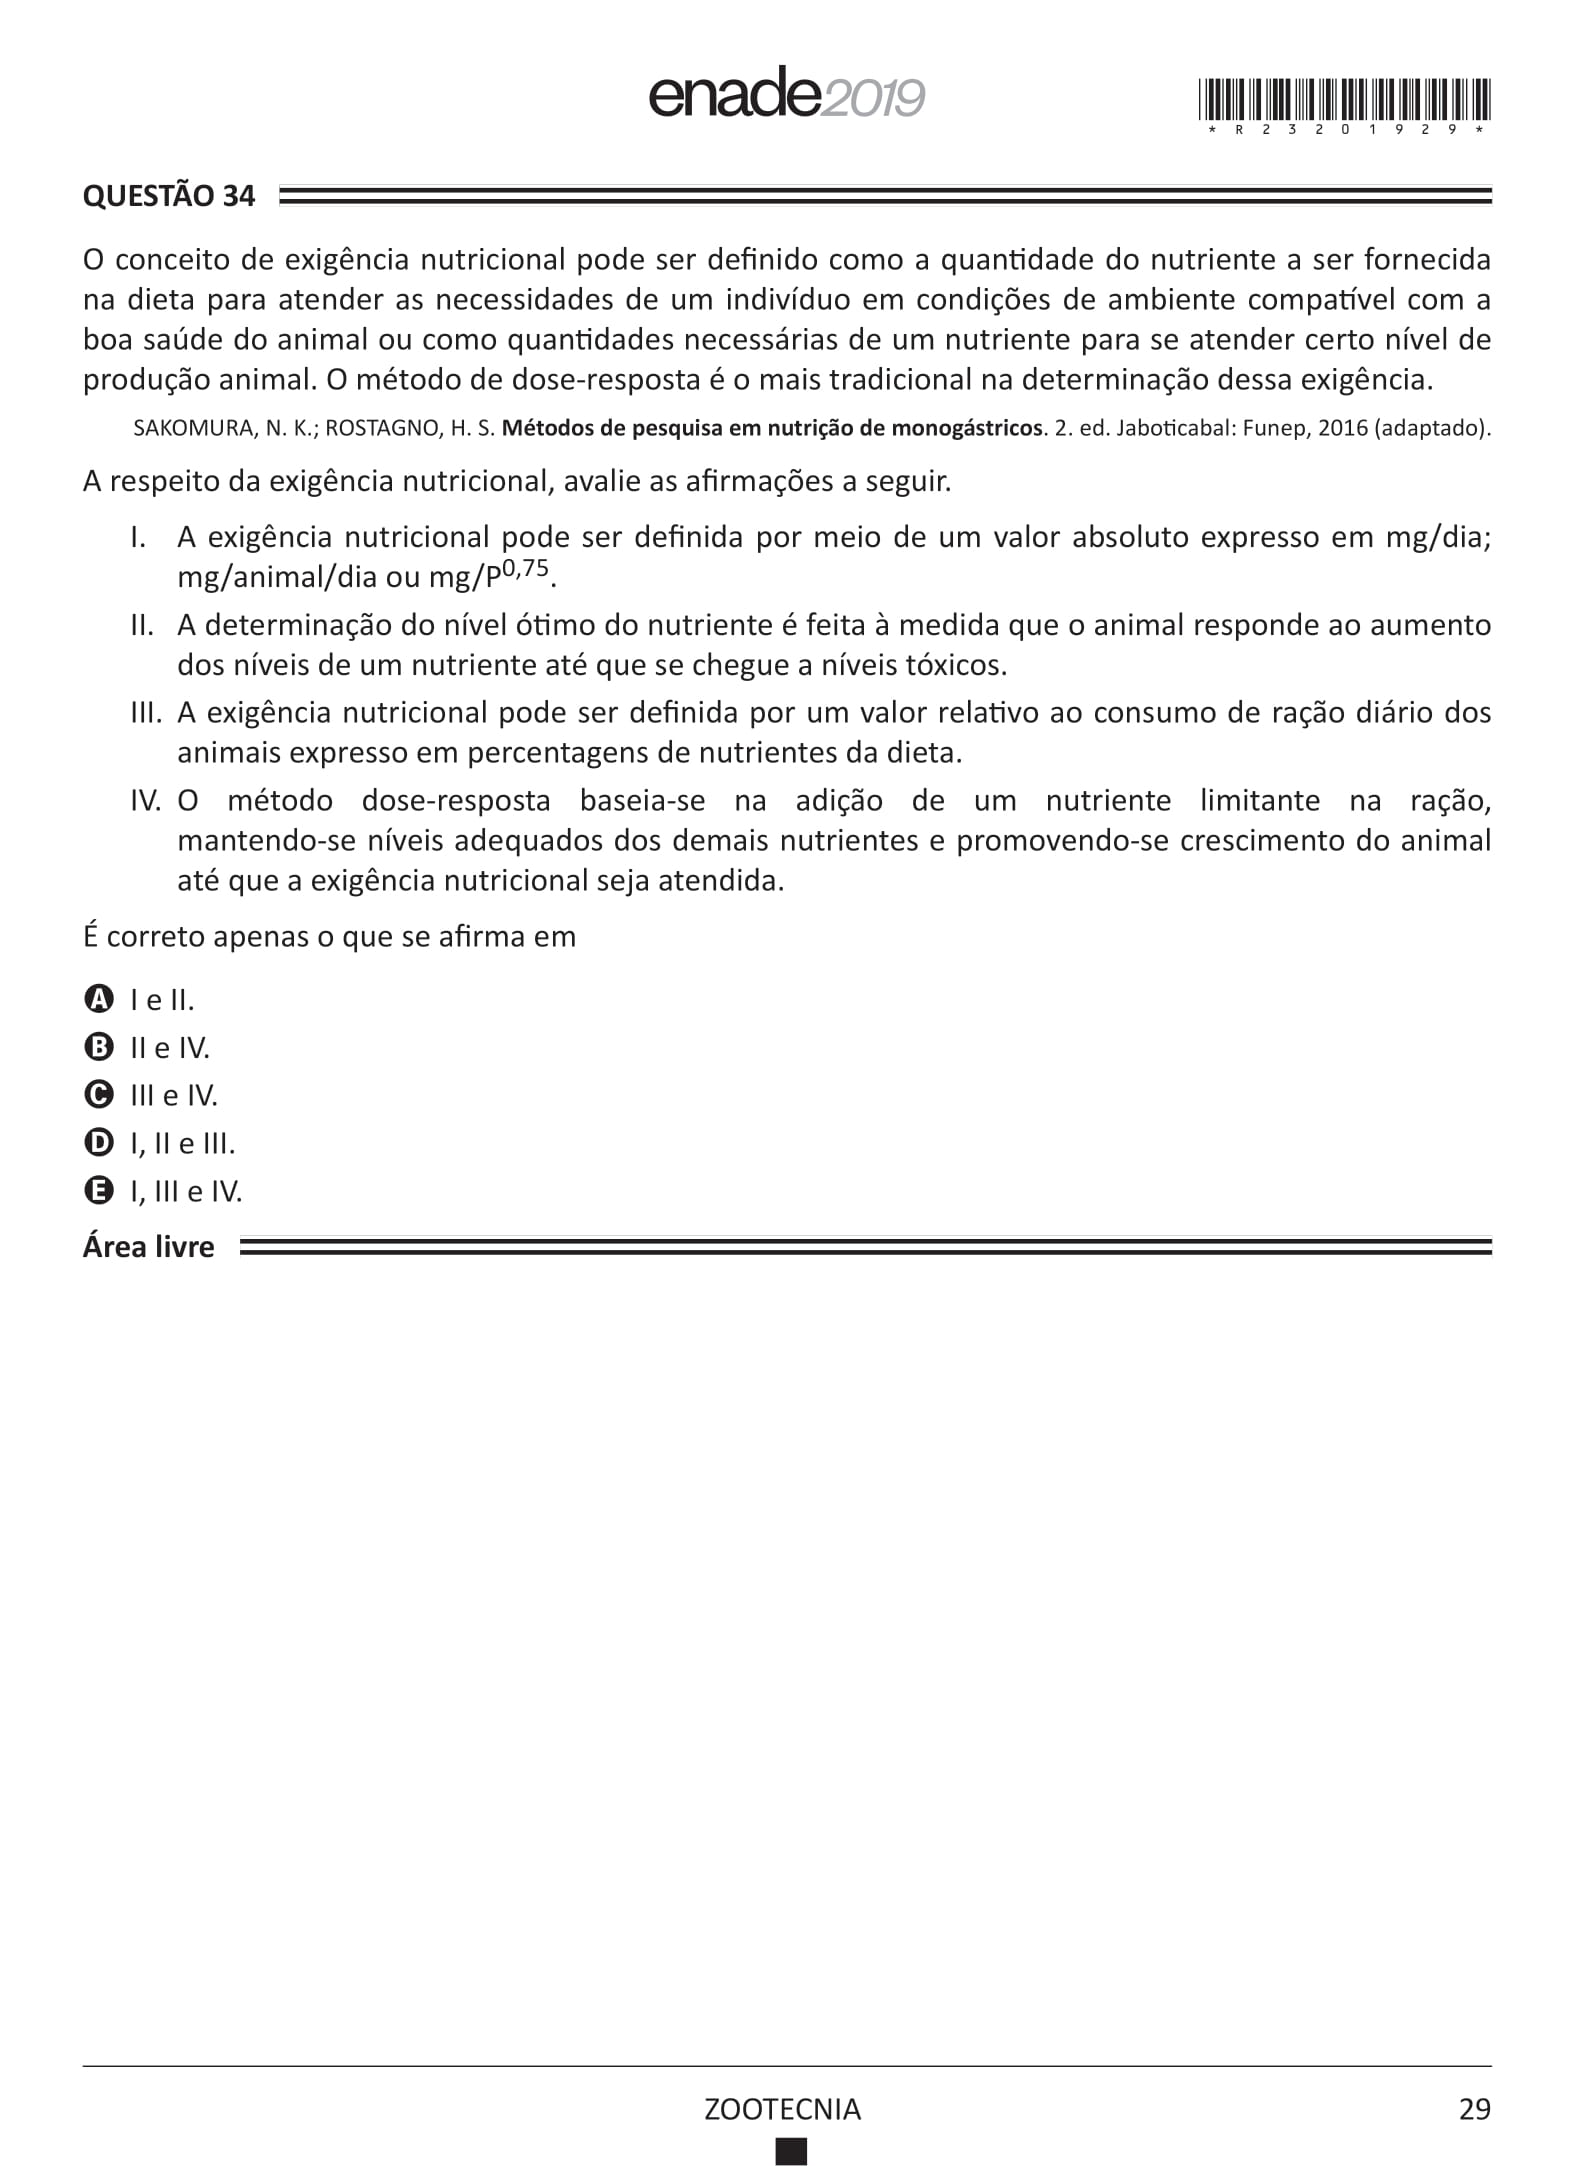 enade2019
*R23201929*
QUESTÃO 34
O conceito de exigência nutricional pode ser definido como a quantidade do nutriente a ser fornecida
na dieta para atender as necessidades de um indivíduo em condições de ambiente compatível com a
boa saúde do animal ou como quantidades necessárias de um nutriente para se atender certo nível de
produção animal. O método de dose-resposta é o mais tradicional na determinação dessa exigência.
SAKOMURA, N. K.; ROSTAGNO, H. S. Métodos de pesquisa em nutrição de monogástricos. 2. ed. Jaboticabal: Funep, 2016 (adaptado).
A respeito da exigência nutricional, avalie as afirmações a seguir.
I. A exigência nutricional pode ser definida por meio de um valor absoluto expresso em mg/dia;
mg/animal/dia ou mg/P^0,75.
II. A determinação do nível ótimo do nutriente é feita à medida que o animal responde ao aumento
dos níveis de um nutriente até que se chegue a níveis tóxicos.
III. A exigência nutricional pode ser definida por um valor relativo ao consumo de ração diário dos
animais expresso em percentagens de nutrientes da dieta.
IV. O método dose-resposta baseia-se na adição de um nutriente limitante na ração,
mantendo-se níveis adequados dos demais nutrientes e promovendo-se crescimento do animal
até que a exigência nutricional seja atendida.
É correto apenas o que se afirma em
A I e II.
B II e IV.
C III e IV.
D I, II e III.
E I, III e IV.
Área livre
ZOOTECNIA
29